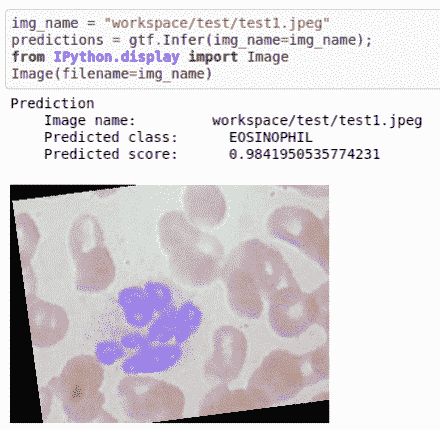 img_name = "workspace/test/test1.jpeg"
predictions = gtf.Infer(img_name=img_name);
from IPython.display import Image
Image(filename=img_name)
Prediction
Image name: workspace/test/test1.jpeg
Predicted class: EOSINOPHIL
Predicted score: 0.9841950535774231